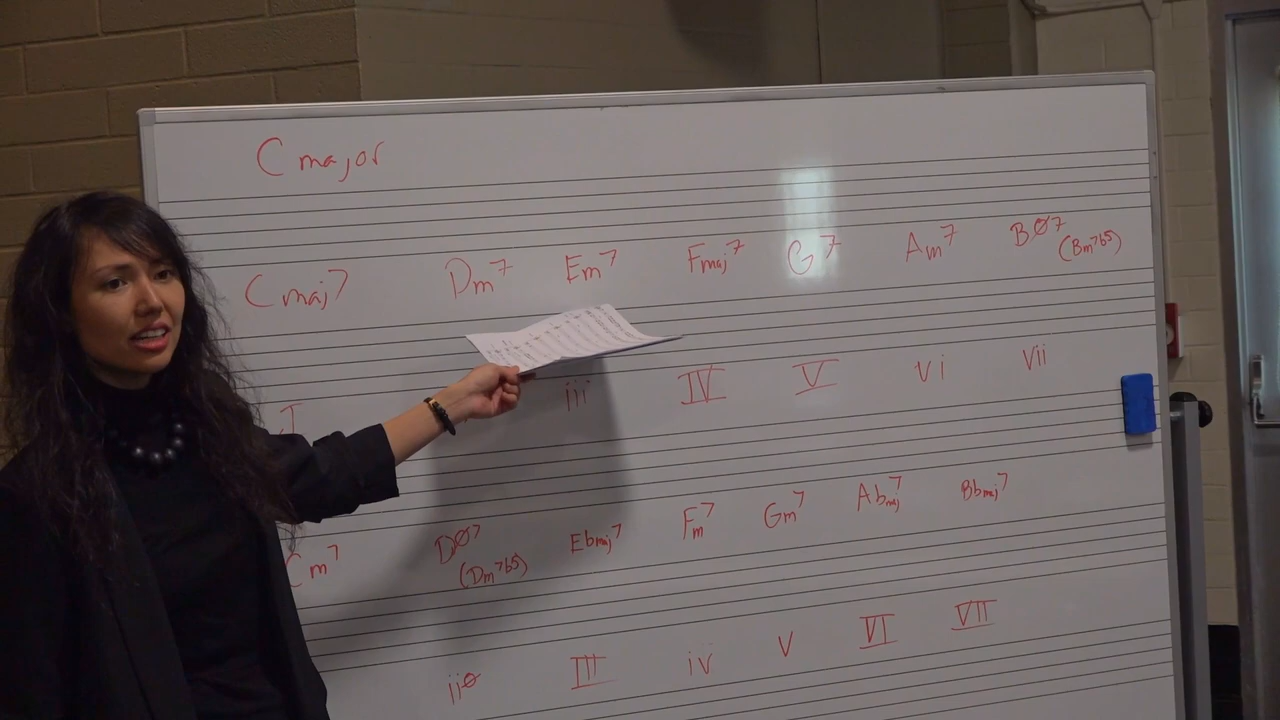 C major
Cmaj7 Dm7 Em7 Fmaj7 G7 Am7 BØ7 (Bm7b5)
I iii IV V vi vii
Cm7 DØ7 (Dm7b5) Ebmaj7 Fm7 Gm7 Abmaj7 Bbmaj7
iiø III iv v VI VII